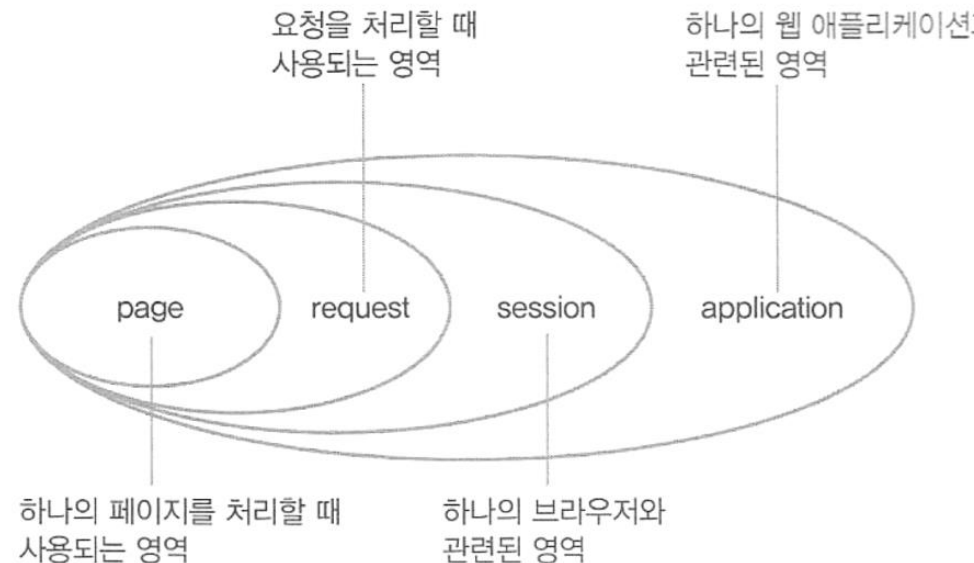 요청을 처리할 때
사용되는 영역
하나의 웹 애플리케이션
관련된 영역
page
request
session
application
하나의 페이지를 처리할 때
사용되는 영역
하나의 브라우저와
관련된 영역